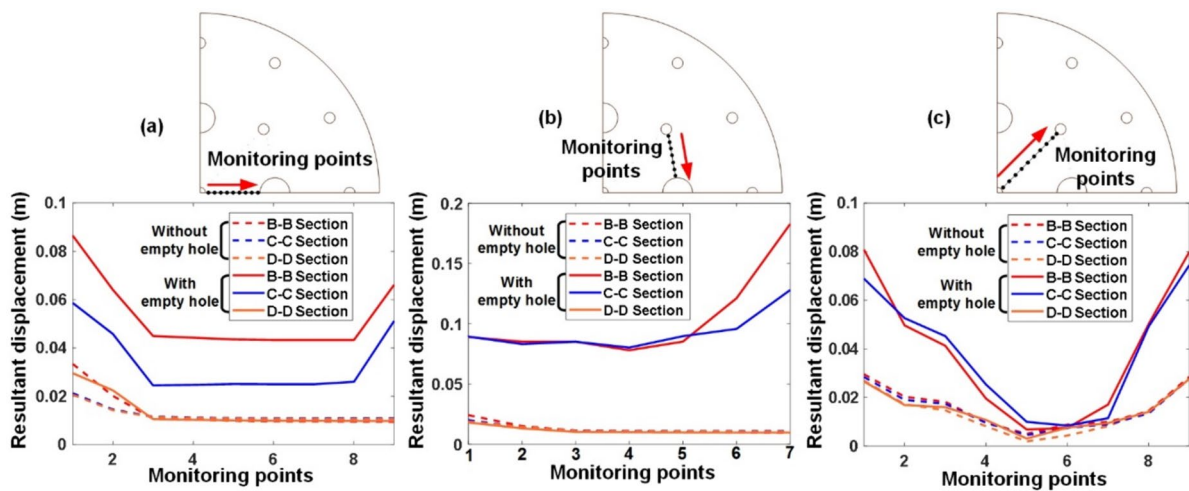 (a)
Monitoring points
Resultant displacement (m)
0.1
0.08
0.06
0.04
0.02
0
Without
empty hole
With
empty hole
B-B Section
C-C Section
D-D Section
B-B Section
C-C Section
D-D Section
2
4
6
8
Monitoring points
(b)
Monitoring
points
Resultant displacement (m)
0.2
0.15
0.1
0.05
0
Without
empty hole
With
empty hole
B-B Section
C-C Section
D-D Section
B-B Section
C-C Section
D-D Section
1
2
3
4
5
6
7
Monitoring points
(c)
Monitoring
points
Resultant displacement (m)
0.1
0.08
0.06
0.04
0.02
0
Without
empty hole
With
empty hole
B-B Section
C-C Section
D-D Section
B-B Section
C-C Section
D-D Section
2
4
6
8
Monitoring points